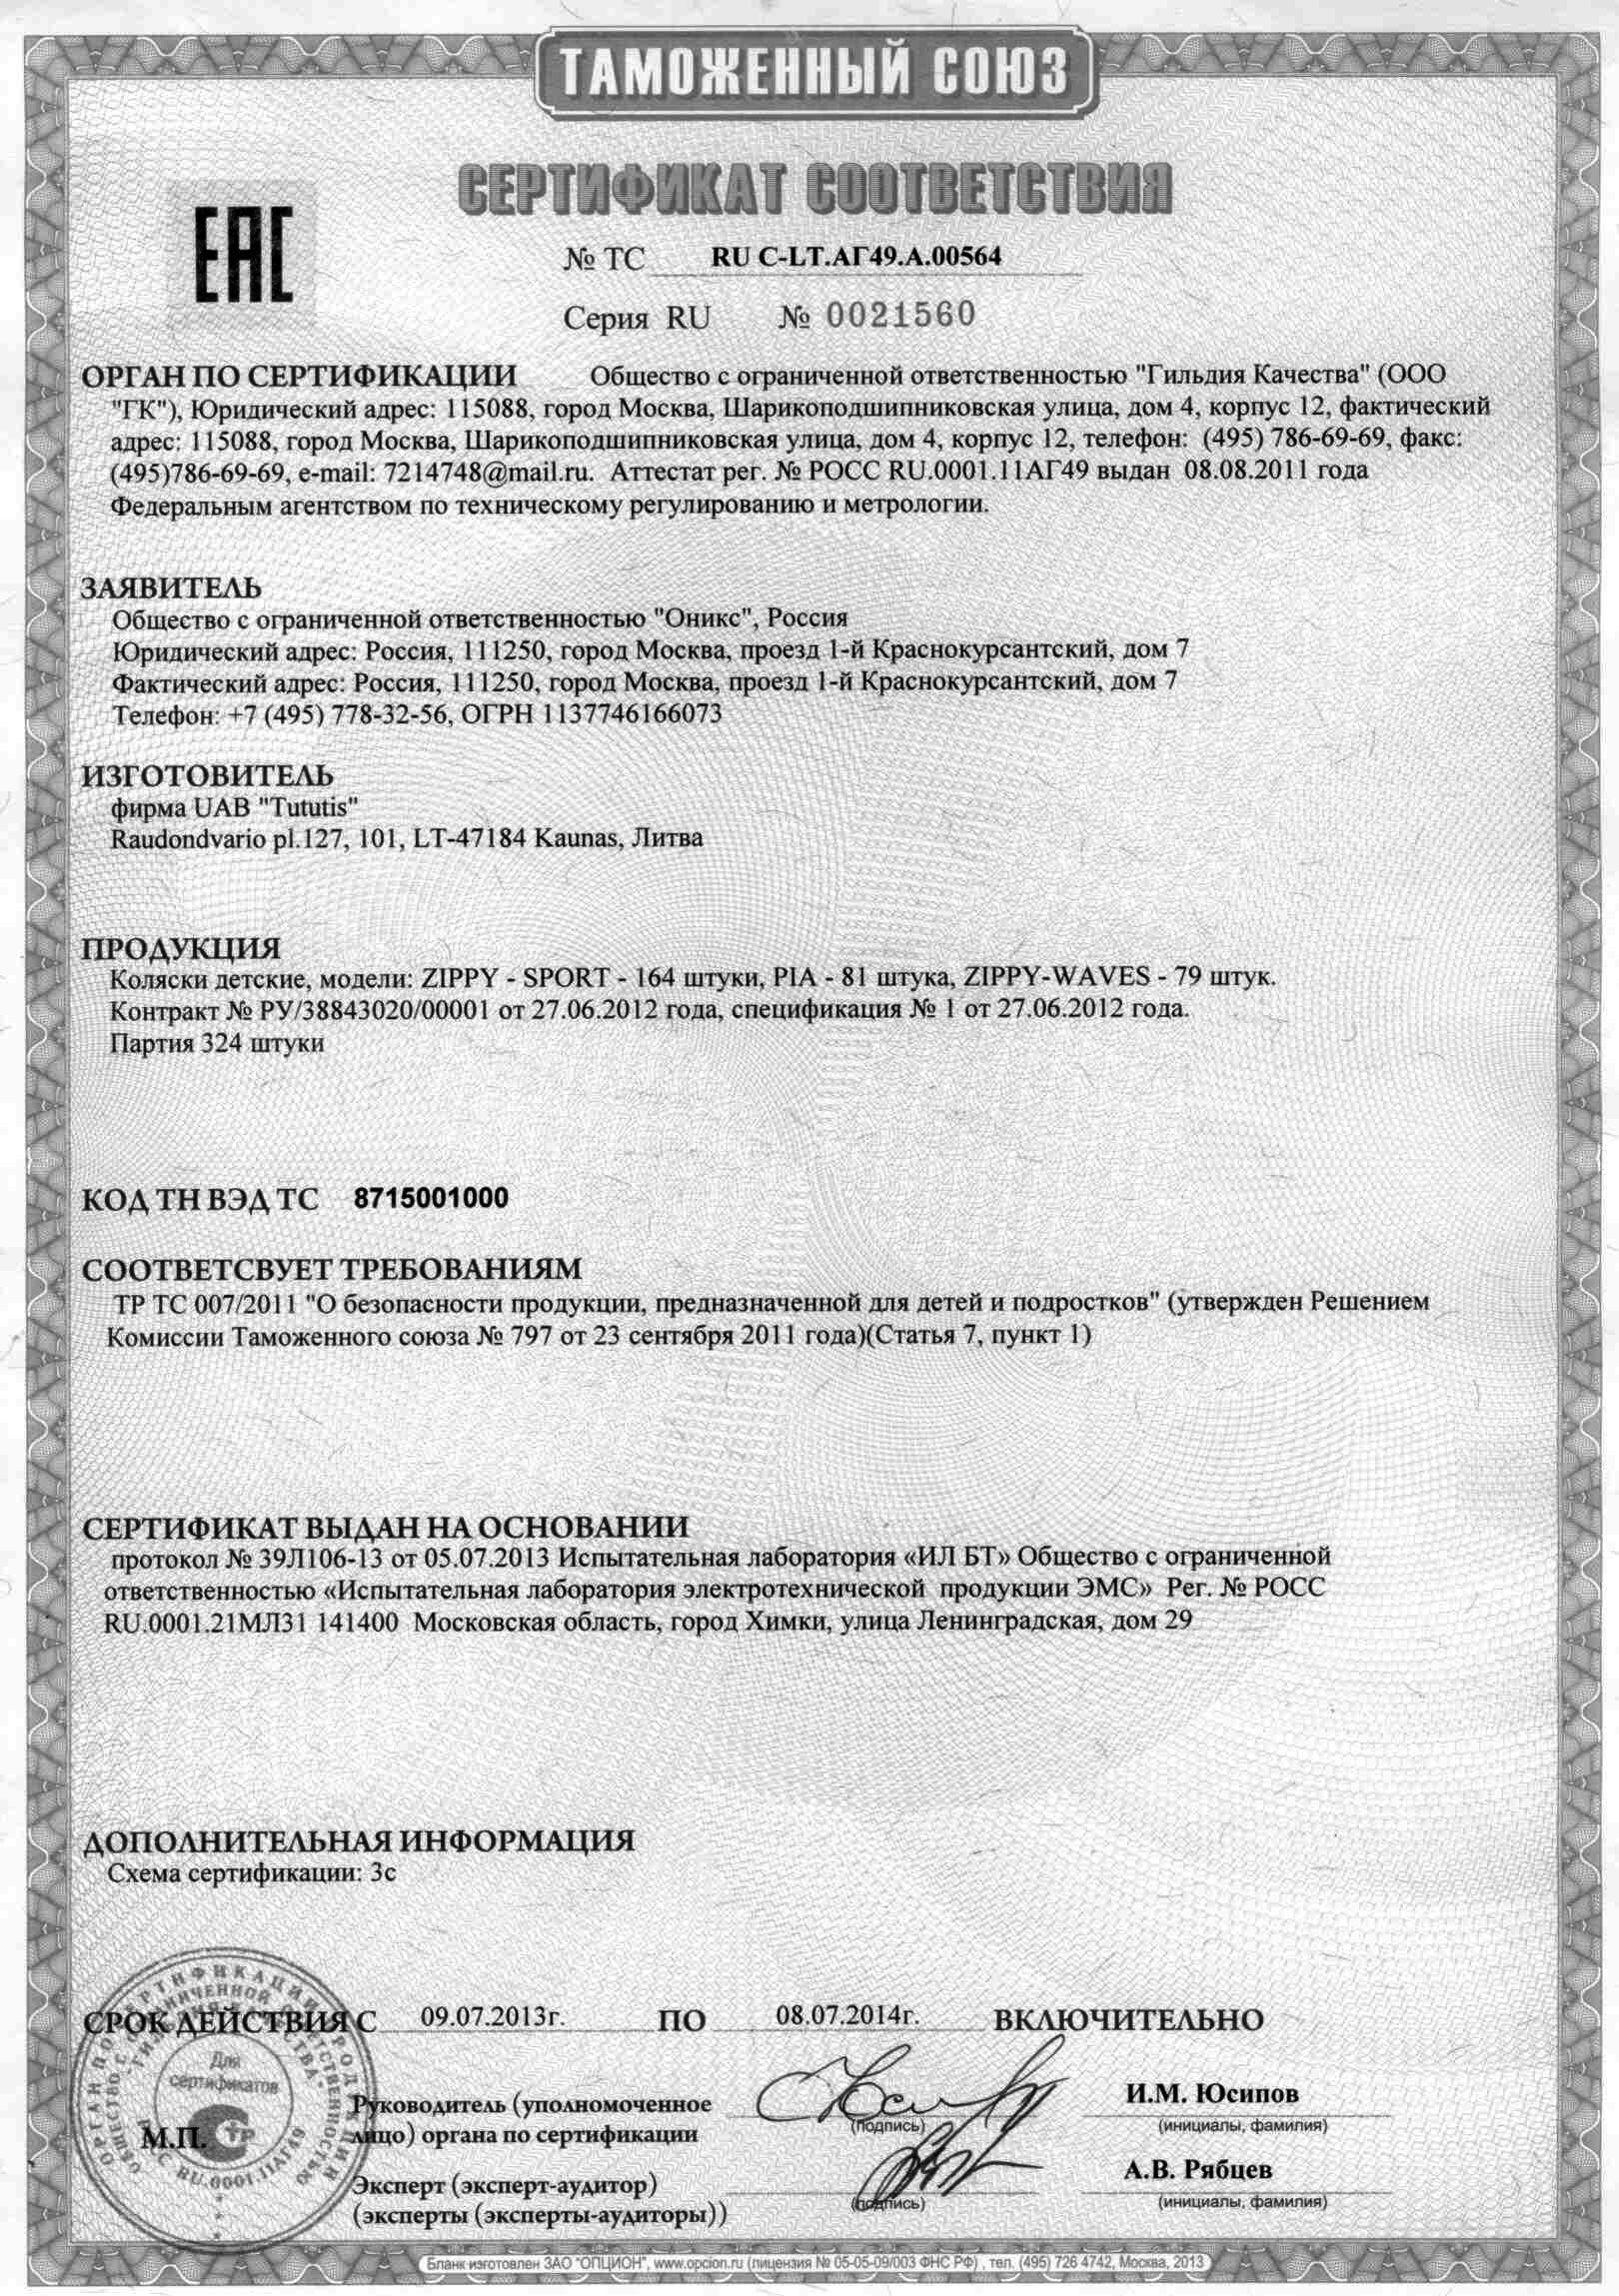 ТАМОЖЕННЫЙ СОЮЗ
СЕРТИФИКАТ СООТВЕТСТВИЯ
EAC
№ ТС RU C-LT.АГ49.А.00564
Серия RU № 0021560
ОРГАН ПО СЕРТИФИКАЦИИ Общество с ограниченной ответственностью "Гильдия Качества" (ООО
"ГК"), Юридический адрес: 115088, город Москва, Шарикоподшипниковская улица, дом 4, корпус 12, фактический
адрес: 115088, город Москва, Шарикоподшипниковская улица, дом 4, корпус 12, телефон: (495) 786-69-69, факс:
(495)786-69-69, e-mail: 7214748@mail.ru. Аттестат рег. № РОСС RU.0001.11АГ49 выдан 08.08.2011 года
Федеральным агентством по техническому регулированию и метрологии.
ЗАЯВИТЕЛЬ
Общество с ограниченной ответственностью "Оникс", Россия
Юридический адрес: Россия, 111250, город Москва, проезд 1-й Краснокурсантский, дом 7
Фактический адрес: Россия, 111250, город Москва, проезд 1-й Краснокурсантский, дом 7
Телефон: +7 (495) 778-32-56, ОГРН 1137746166073
ИЗГОТОВИТЕЛЬ
фирма UAB "Tututis"
Raudondvario pl.127, 101, LT-47184 Kaunas, Литва
ПРОДУКЦИЯ
Коляски детские, модели: ZIPPY - SPORT - 164 штуки, PIA - 81 штука, ZIPPY-WAVES - 79 штук.
Контракт № РУ/38843020/00001 от 27.06.2012 года, спецификация № 1 от 27.06.2012 года.
Партия 324 штуки
КОД ТН ВЭД ТС 8715001000
СООТВЕТСВУЕТ ТРЕБОВАНИЯМ
ТР ТС 007/2011 "О безопасности продукции, предназначенной для детей и подростков" (утвержден Решением
Комиссии Таможенного союза № 797 от 23 сентября 2011 года)(Статья 7, пункт 1)
СЕРТИФИКАТ ВЫДАН НА ОСНОВАНИИ
протокол № 39Л106-13 от 05.07.2013 Испытательная лаборатория «ИЛ БТ» Общество с ограниченной
ответственностью «Испытательная лаборатория электротехнической продукции ЭМС» Рег. № РОСС
RU.0001.21МЛ31 141400 Московская область, город Химки, улица Ленинградская, дом 29
ДОПОЛНИТЕЛЬНАЯ ИНФОРМАЦИЯ
Схема сертификации: 3с
СРОК ДЕЙСТВИЯ С 09.07.2013г. ПО 08.07.2014г. ВКЛЮЧИТЕЛЬНО
Для
сертификатов
М.П.
Руководитель (уполномоченное
лицо) органа по сертификации
(подпись)
И.М. Юсипов
(инициалы, фамилия)
Эксперт (эксперт-аудитор)
(эксперты (эксперты-аудиторы))
(подпись)
А.В. Рябцев
(инициалы, фамилия)
Бланк изготовлен ЗАО "ОПЦИОН", www.opcion.ru (лицензия № 05-05-09/003 ФНС РФ), тел. (495) 726 4742, Москва, 2013